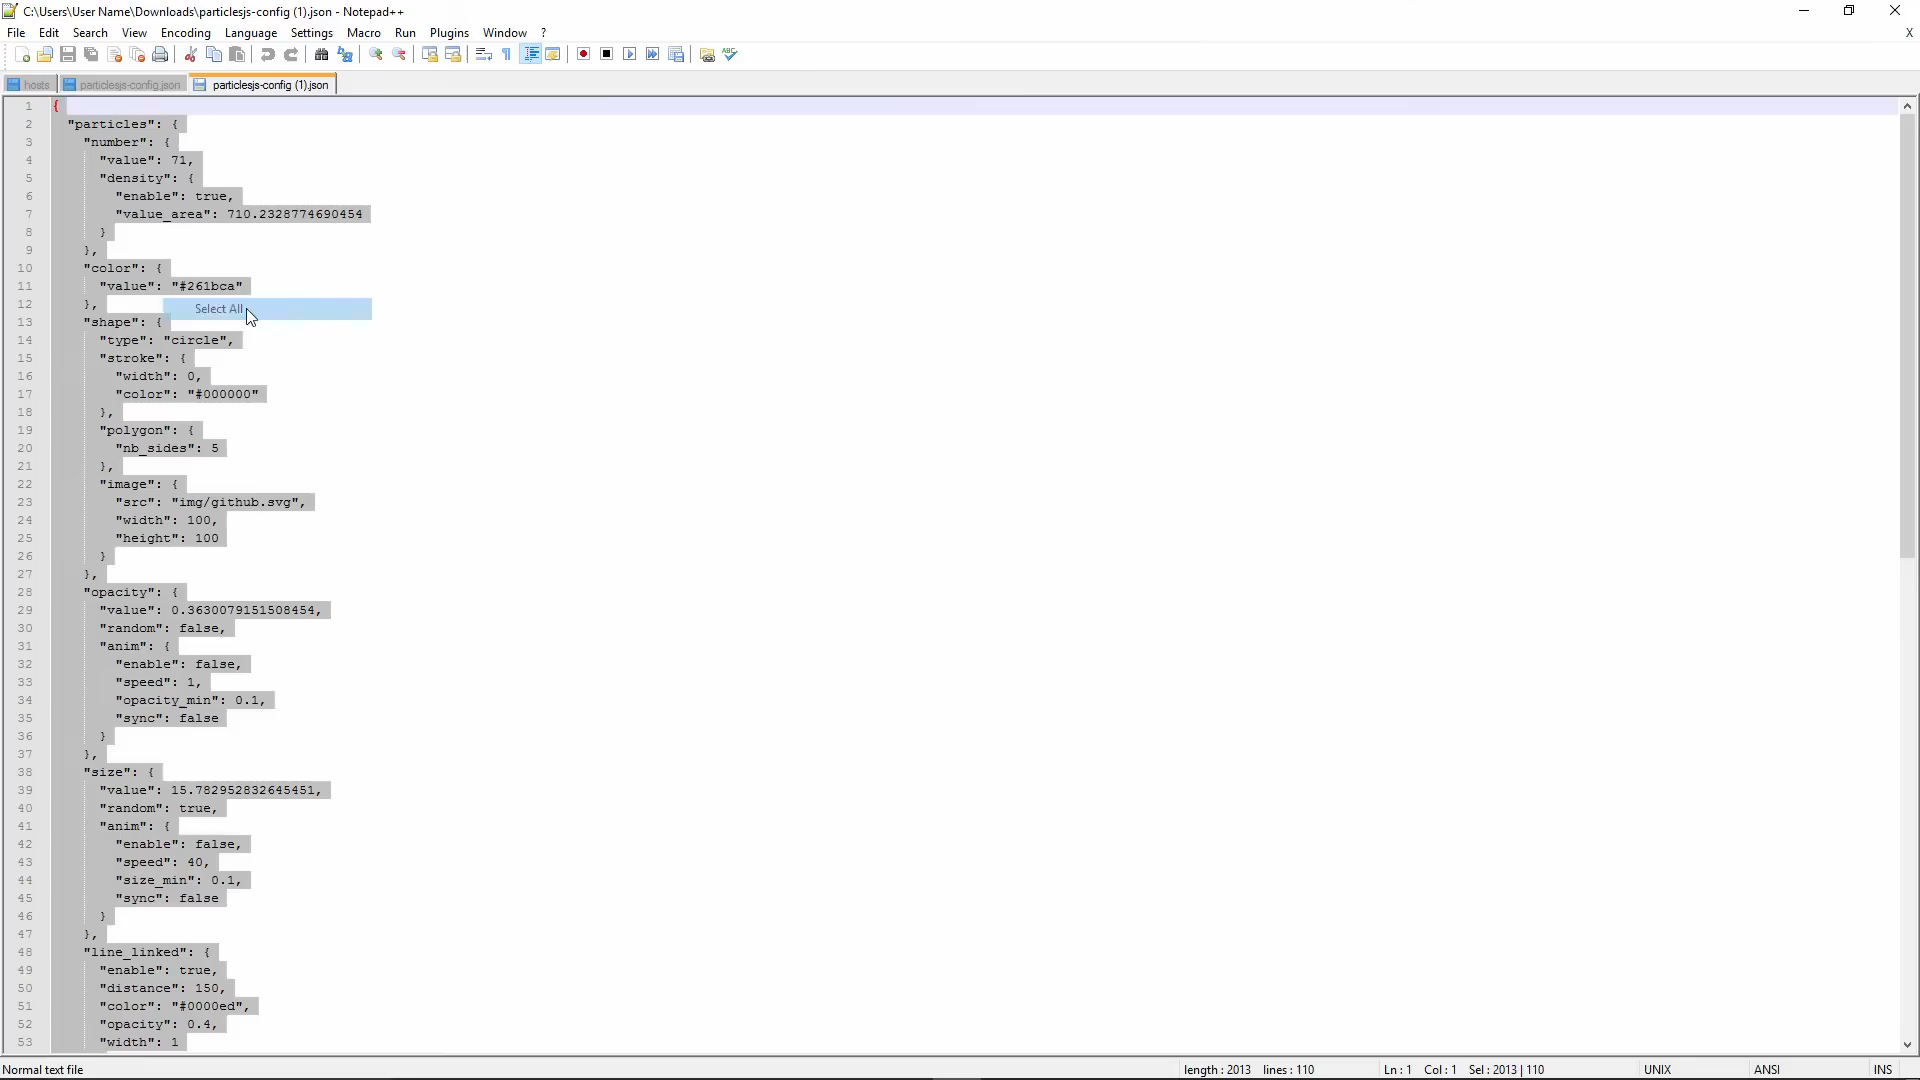 C:\Users\User Name\Downloads\particlesjs-config (1).json - Notepad++
File Edit Search View Encoding Language Settings Macro Run Plugins Window ? X
hosts particlesjs-config.json particlesjs-config (1).json
1 {
2 "particles": {
3 "number": {
4 "value": 71,
5 "density": {
6 "enable": true,
7 "value_area": 710.2328774690454
8 }
9 },
10 "color": {
11 "value": "#261bca"
12 },
Select All
13 "shape": {
14 "type": "circle",
15 "stroke": {
16 "width": 0,
17 "color": "#000000"
18 },
19 "polygon": {
20 "nb_sides": 5
21 },
22 "image": {
23 "src": "img/github.svg",
24 "width": 100,
25 "height": 100
26 }
27 },
28 "opacity": {
29 "value": 0.3630079151508454,
30 "random": false,
31 "anim": {
32 "enable": false,
33 "speed": 1,
34 "opacity_min": 0.1,
35 "sync": false
36 }
37 },
38 "size": {
39 "value": 15.782952832645451,
40 "random": true,
41 "anim": {
42 "enable": false,
43 "speed": 40,
44 "size_min": 0.1,
45 "sync": false
46 }
47 },
48 "line_linked": {
49 "enable": true,
50 "distance": 150,
51 "color": "#0000ed",
52 "opacity": 0.4,
53 "width": 1
Normal text file length : 2013 lines : 110 Ln : 1 Col : 1 Sel : 2013 | 110 UNIX ANSI INS